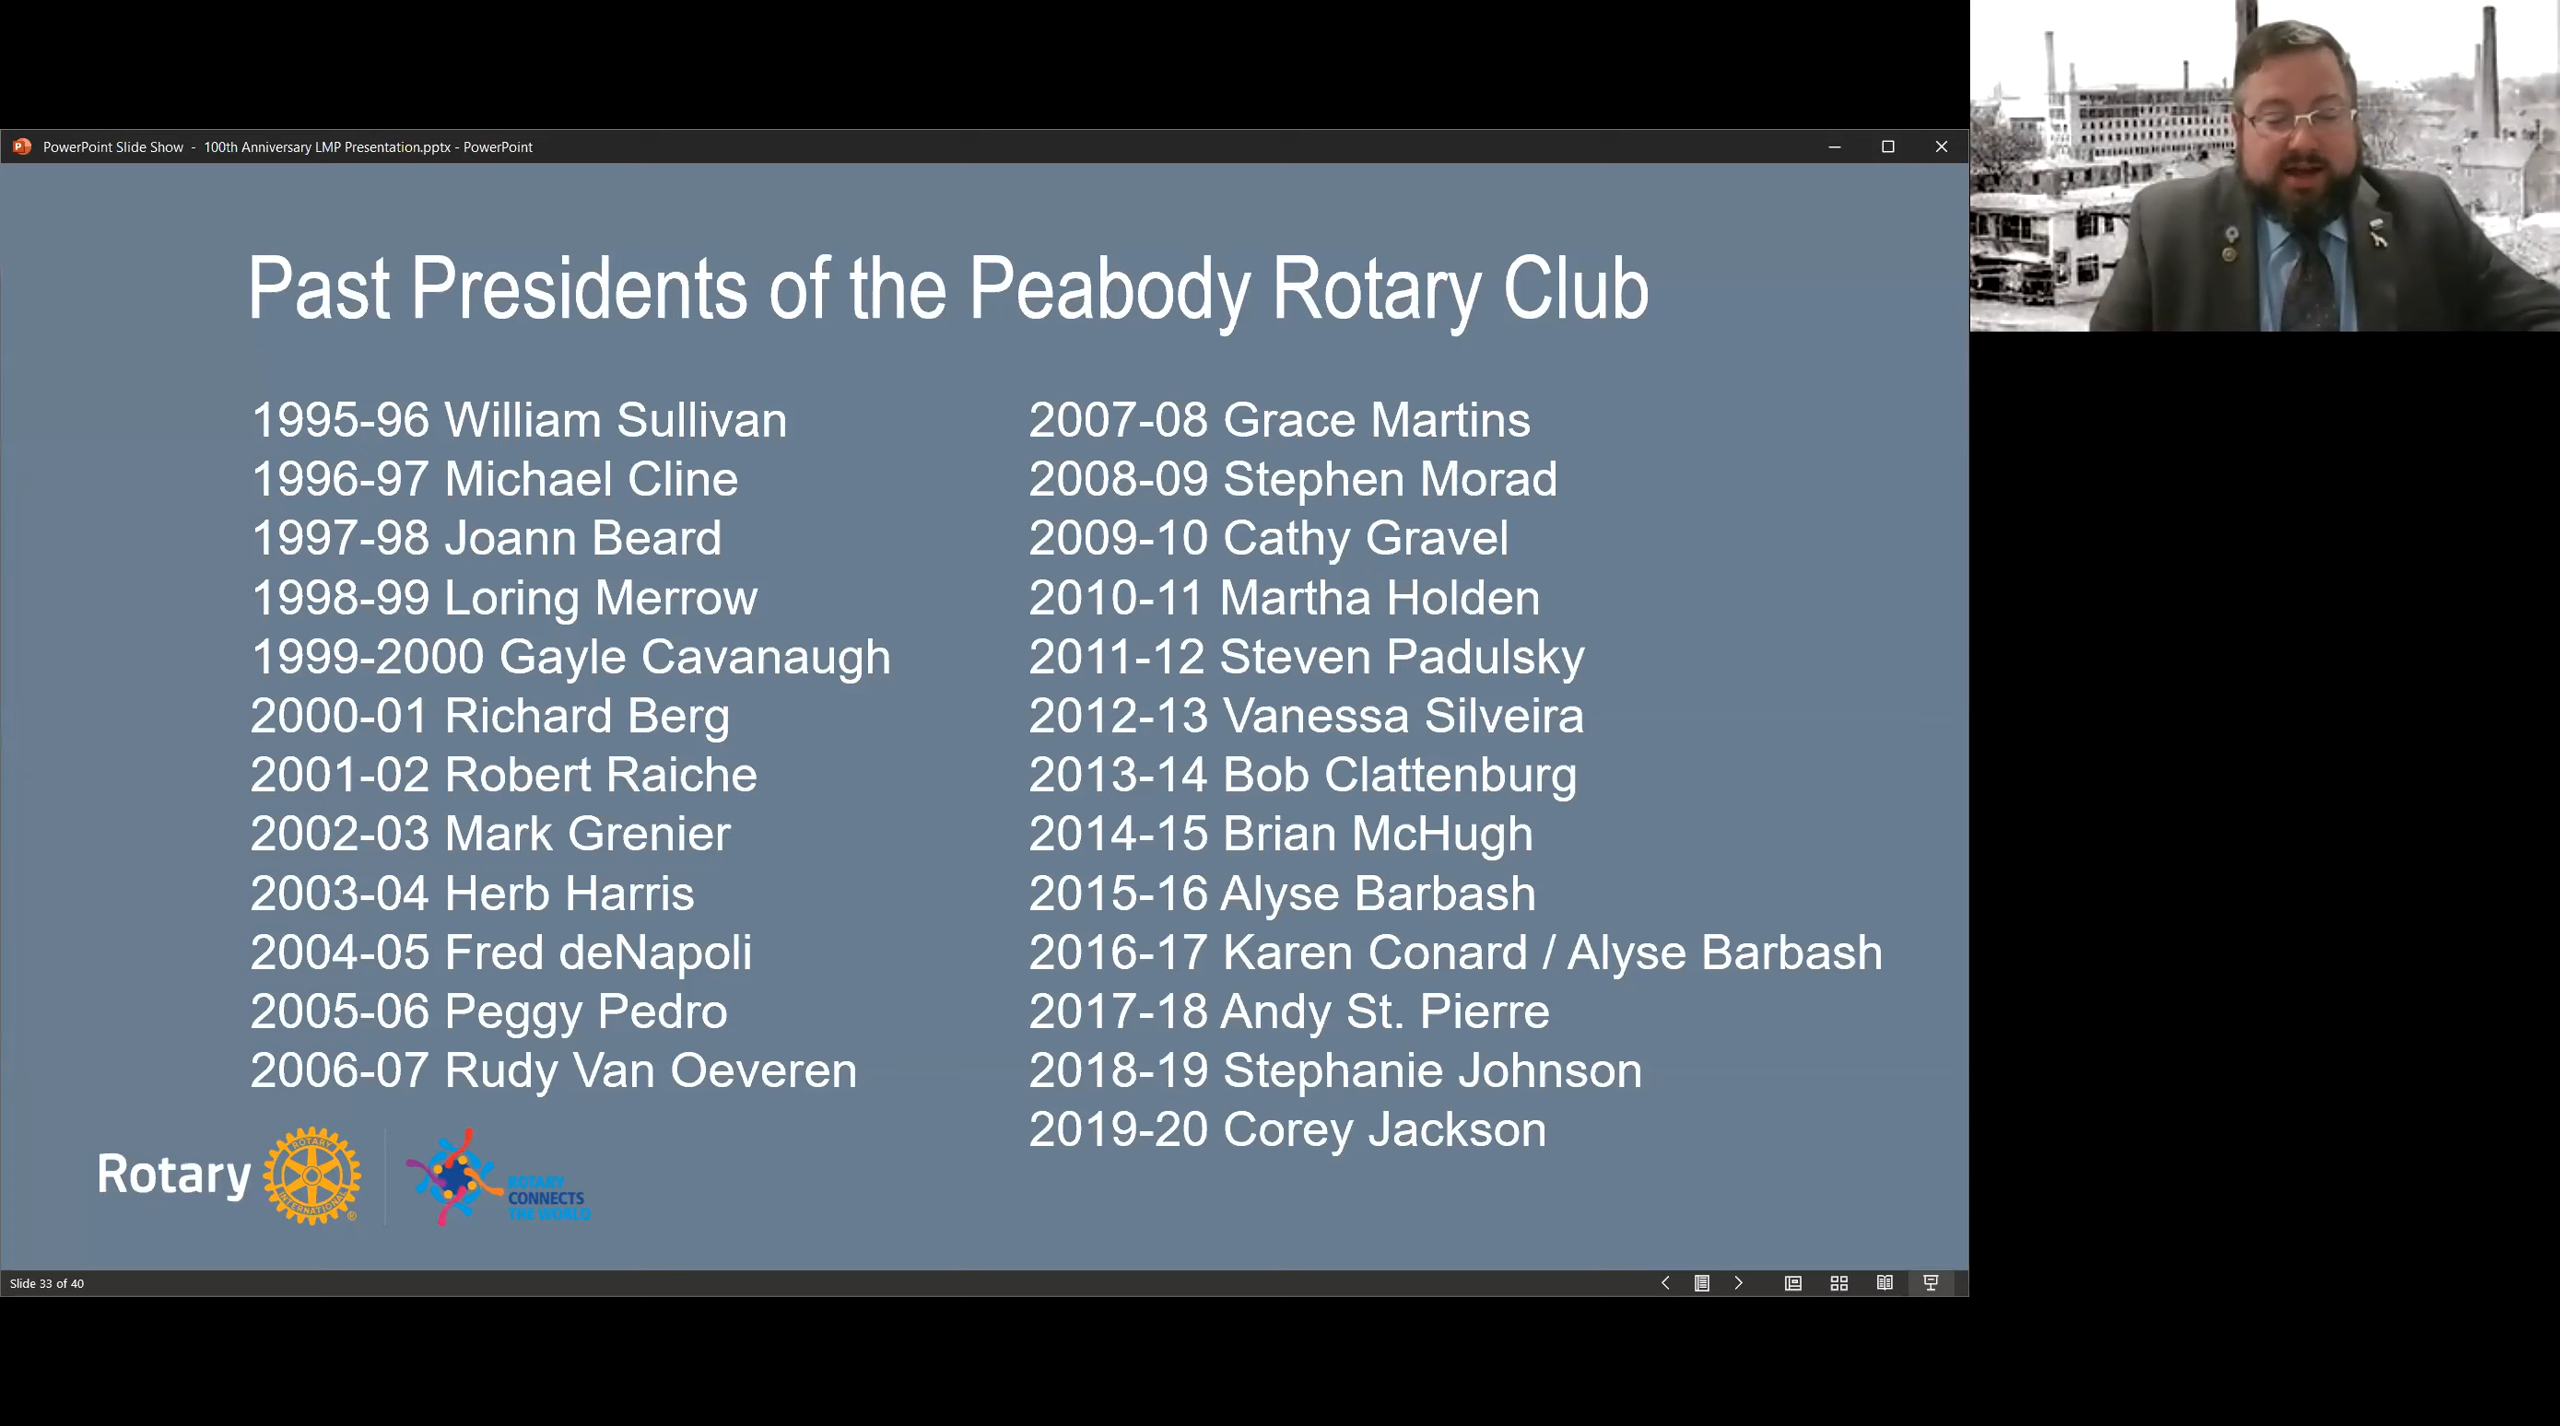 PowerPoint Slide Show - 100th Anniversary LMP Presentation.pptx - PowerPoint
Past Presidents of the Peabody Rotary Club
1995-96 William Sullivan
1996-97 Michael Cline
1997-98 Joann Beard
1998-99 Loring Merrow
1999-2000 Gayle Cavanaugh
2000-01 Richard Berg
2001-02 Robert Raiche
2002-03 Mark Grenier
2003-04 Herb Harris
2004-05 Fred deNapoli
2005-06 Peggy Pedro
2006-07 Rudy Van Oeveren
2007-08 Grace Martins
2008-09 Stephen Morad
2009-10 Cathy Gravel
2010-11 Martha Holden
2011-12 Steven Padulsky
2012-13 Vanessa Silveira
2013-14 Bob Clattenburg
2014-15 Brian McHugh
2015-16 Alyse Barbash
2016-17 Karen Conard / Alyse Barbash
2017-18 Andy St. Pierre
2018-19 Stephanie Johnson
2019-20 Corey Jackson
Rotary
ROTARY
INTERNATIONAL
®
ROTARY
CONNECTS
THE WORLD
Slide 33 of 40